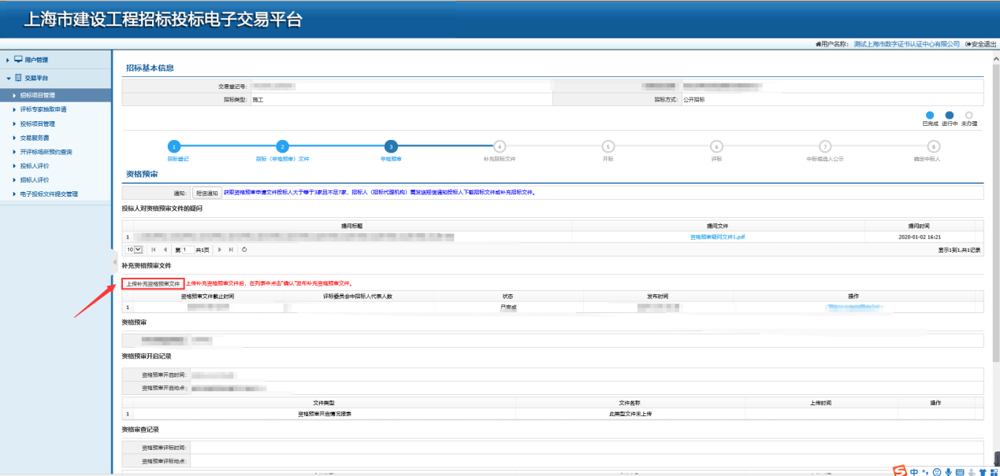 上海市建设工程招标投标电子交易平台
用户名称: 测试上海市数字证书认证中心有限公司 安全退出
用户管理
交易平台
招标项目管理
评标专家抽取申请
投标项目管理
交易服务费
开评标场所预约查询
投标人评价
招标人评价
电子投标文件提交管理
招标基本信息
交易登记号:
招标类型: 施工 招标方式: 公开招标
已完成 进行中 未办理
1 2 3 4 5 6 7 8
招标登记 招标（资格预审）文件 资格预审 补充招标文件 开标 评标 中标候选人公示 确定中标人
资格预审
通知: 短信通知 获取资格预审申请文件投标人大于等于3家且不足7家，招标人（招标代理机构）需发送短信通知投标人下载招标文件或补充招标文件。
投标人对资格预审文件的疑问
提问标题 提问文件 提问时间
1 资格预审疑问文件1.pdf 2020-01-02 16:21
10 第 1 共1页 显示1到1,共1记录
补充资格预审文件
上传补充资格预审文件 上传补充资格预审文件后，在列表中点击"确认"发布补充资格预审文件。
资格预审文件截止时间 评标委员会中招标人代表人数 状态 发布时间 操作
1 已完成
资格预审
资格预审开启记录
资格预审开启时间:
资格预审开启地点:
文件类型 文件名称 上传时间 操作
1 资格预审开启情况报表 此类型文件未上传
资格审查记录
资格预审评标时间:
资格预审评标地点:
中